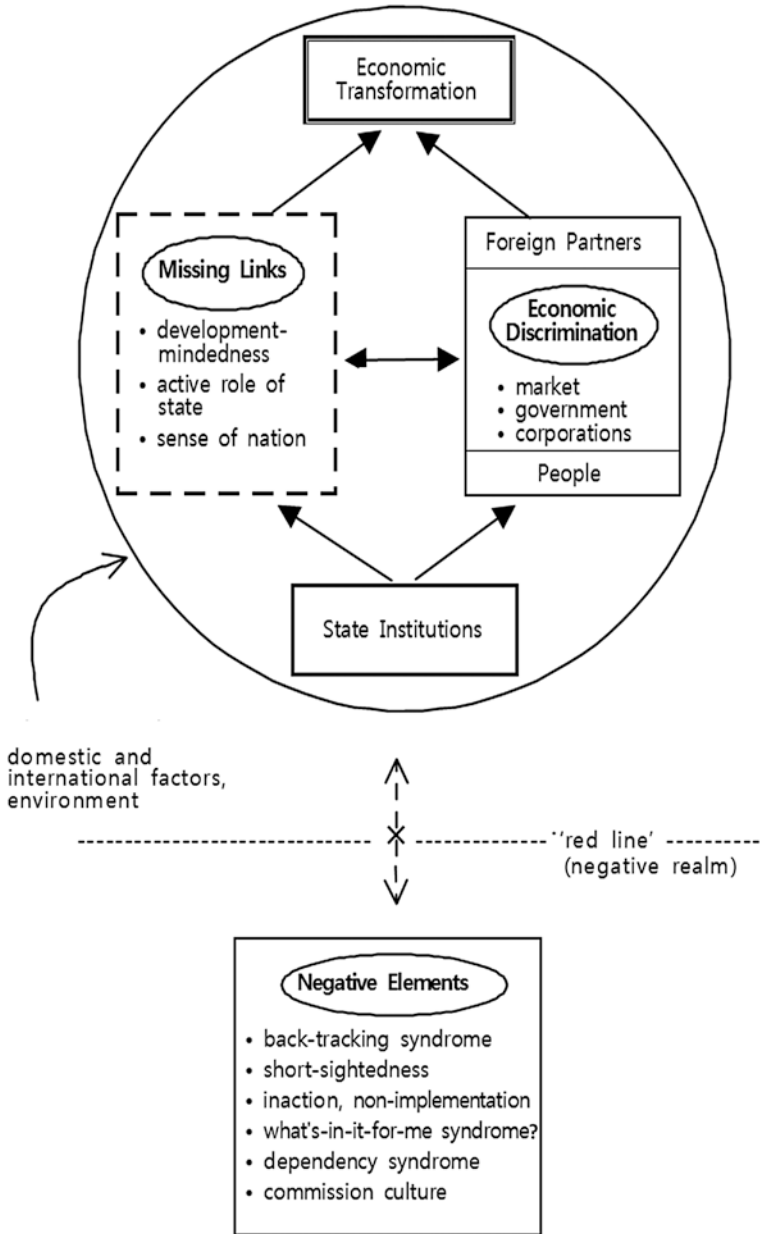 Economic
Transformation
Missing Links
• development-
mindedness
• active role of
state
• sense of nation
Foreign Partners
Economic
Discrimination
• market
• government
• corporations
People
State Institutions
domestic and
international factors,
environment
'red line'
(negative realm)
Negative Elements
• back-tracking syndrome
• short-sightedness
• inaction, non-implementation
• what's-in-it-for-me syndrome?
• dependency syndrome
• commission culture